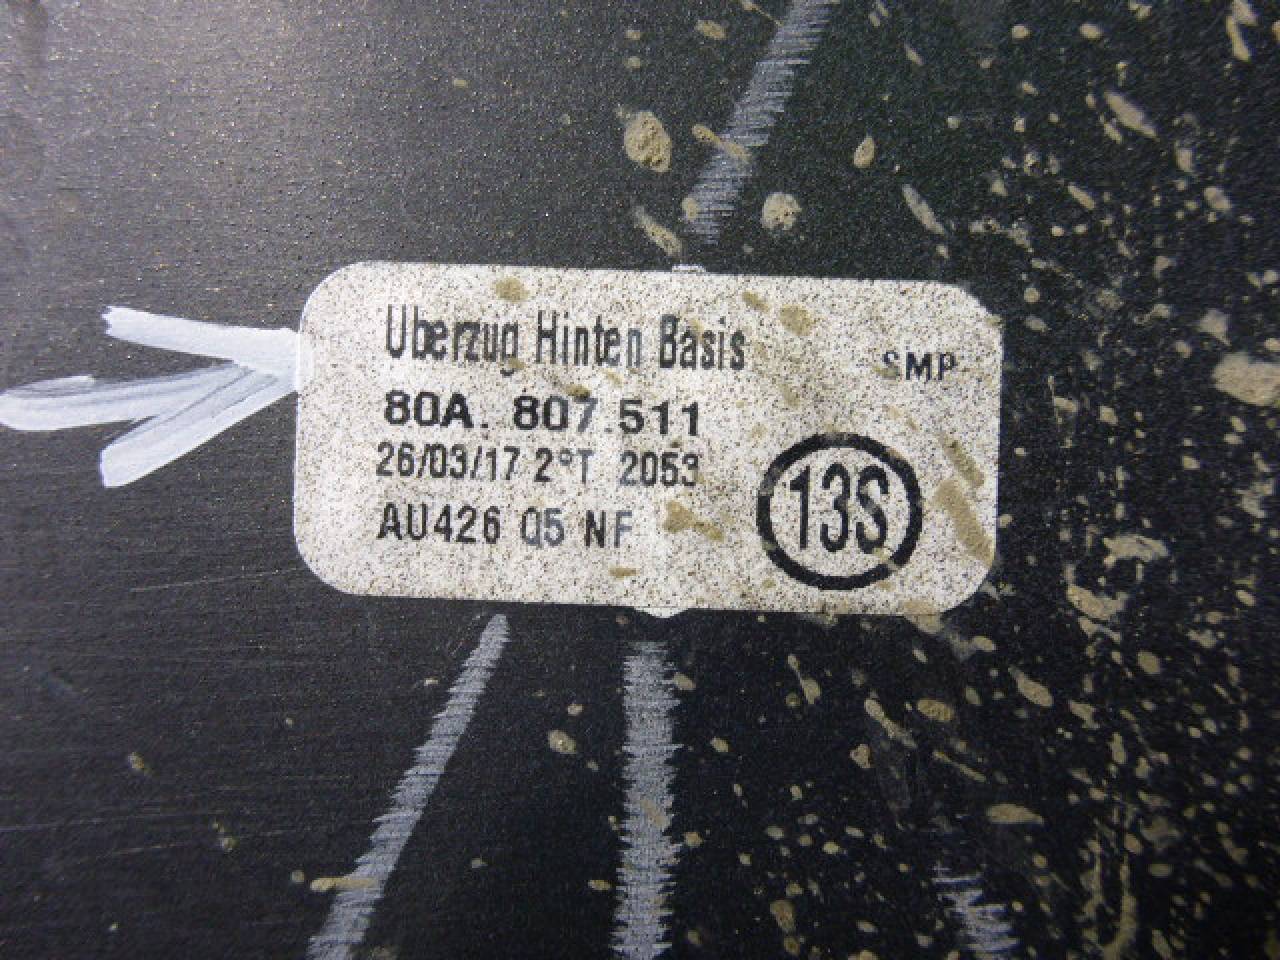 Uberzug Hinten Basis
SMP
80A. 807.511
26/03/17 2°T 2053
13S
AU426 Q5 NF